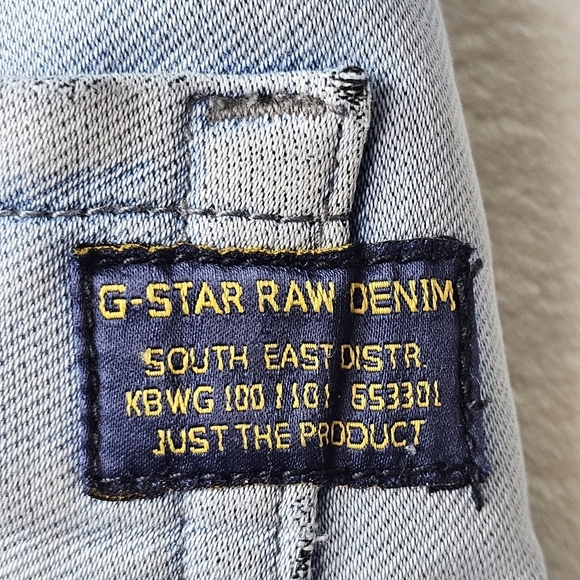 G-STAR RAW DENIM
SOUTH EAST DISTR.
KBWG 100 1101 653301
JUST THE PRODUCT